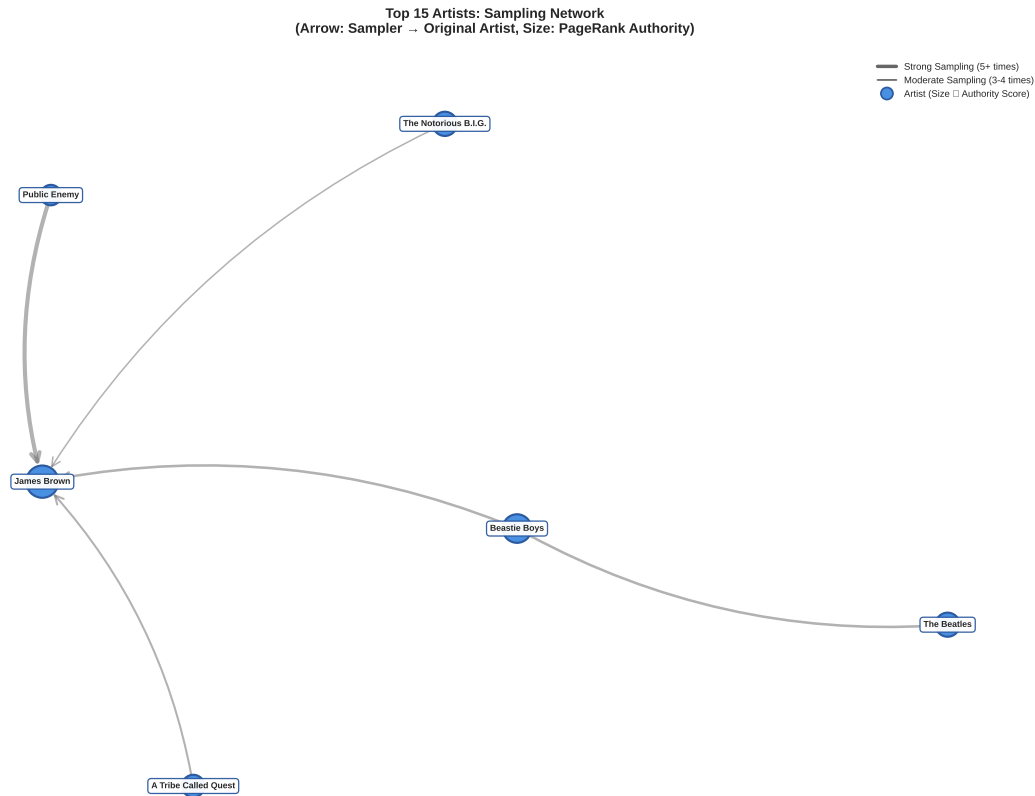 Top 15 Artists: Sampling Network
(Arrow: Sampler → Original Artist, Size: PageRank Authority)
Strong Sampling (5+ times)
Moderate Sampling (3-4 times)
Artist (Size □ Authority Score)
The Notorious B.I.G.
Public Enemy
James Brown
Beastie Boys
The Beatles
A Tribe Called Quest